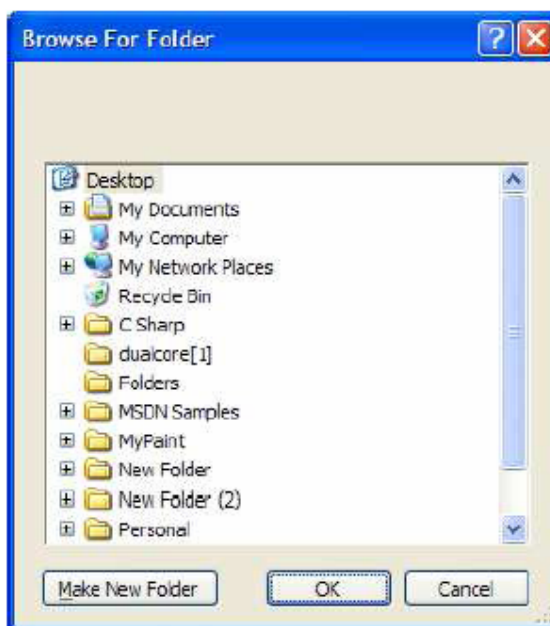 Browse For Folder
Desktop
My Documents
My Computer
My Network Places
Recycle Bin
C Sharp
dualcore[1]
Folders
MSDN Samples
MyPaint
New Folder
New Folder (2)
Personal
Make New Folder
OK
Cancel